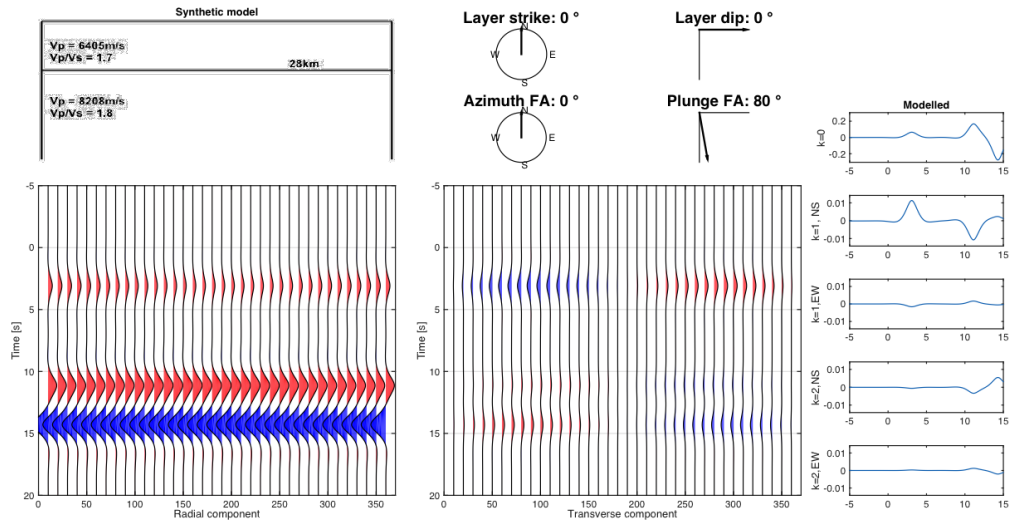 Synthetic model
Vp = 6405m/s
Vp/Vs = 1.7
28km
Vp = 8208m/s
Vp/Vs = 1.8
Layer strike: 0 °
N
W
E
S
Layer dip: 0 °
Azimuth FA: 0 °
N
W
E
S
Plunge FA: 80 °
-5
0
5
10
15
20
Time [s]
0 50 100 150 200 250 300 350
Radial component
-5
0
5
10
15
20
Time [s]
0 50 100 150 200 250 300 350
Transverse component
Modelled
k=0
0.2
0
-0.2
-5 0 5 10 15
k=1, NS
0.01
0
-0.01
-5 0 5 10 15
k=1,EW
0.01
0
-0.01
-5 0 5 10 15
k=2,NS
0.01
0
-0.01
-5 0 5 10 15
k=2,EW
0.01
0
-0.01
-5 0 5 10 15